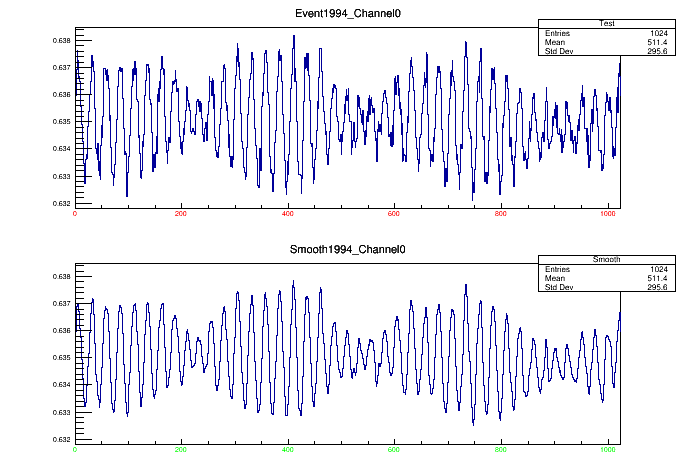 Event1994_Channel0
Test
Entries 1024
Mean 511.4
Std Dev 295.6
0.638
0.637
0.636
0.635
0.634
0.633
0.632
0 200 400 600 800 1000
Smooth1994_Channel0
Smooth
Entries 1024
Mean 511.4
Std Dev 295.6
0.638
0.637
0.636
0.635
0.634
0.633
0.632
0 200 400 600 800 1000